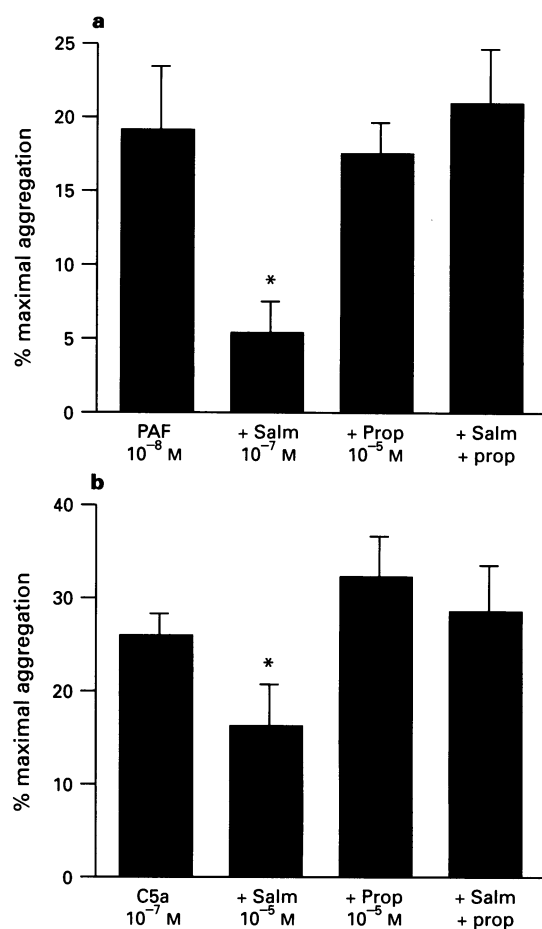 a
25
20
15
10
5
0
% maximal aggregation
*
PAF
10⁻⁸ M
+ Salm
10⁻⁷ M
+ Prop
10⁻⁵ M
+ Salm
+ prop
b
40
30
20
10
0
% maximal aggregation
*
C5a
10⁻⁷ M
+ Salm
10⁻⁵ M
+ Prop
10⁻⁵ M
+ Salm
+ prop